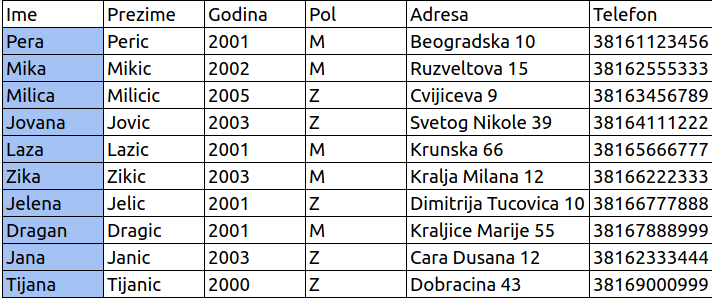 Ime Prezime Godina Pol Adresa Telefon
Pera Peric 2001 M Beogradska 10 38161123456
Mika Mikic 2002 M Ruzveltova 15 38162555333
Milica Milicic 2005 Z Cvijiceva 9 38163456789
Jovana Jovic 2003 Z Svetog Nikole 39 38164111222
Laza Lazic 2001 M Krunska 66 38165666777
Zika Zikic 2003 M Kralja Milana 12 38166222333
Jelena Jelic 2001 Z Dimitrija Tucovica 10 38166777888
Dragan Dragic 2001 M Kraljice Marije 55 38167888999
Jana Janic 2003 Z Cara Dusana 12 38162333444
Tijana Tijanic 2000 Z Dobracina 43 38169000999